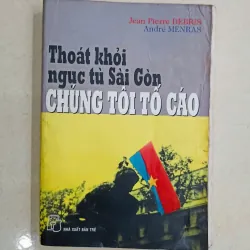 Jean Pierre DEBRIS
André MENRAS
Thoát khỏi
ngục tù Sài Gòn
CHÚNG TÔI TỐ CÁO
NHÀ XUẤT BẢN TRẺ